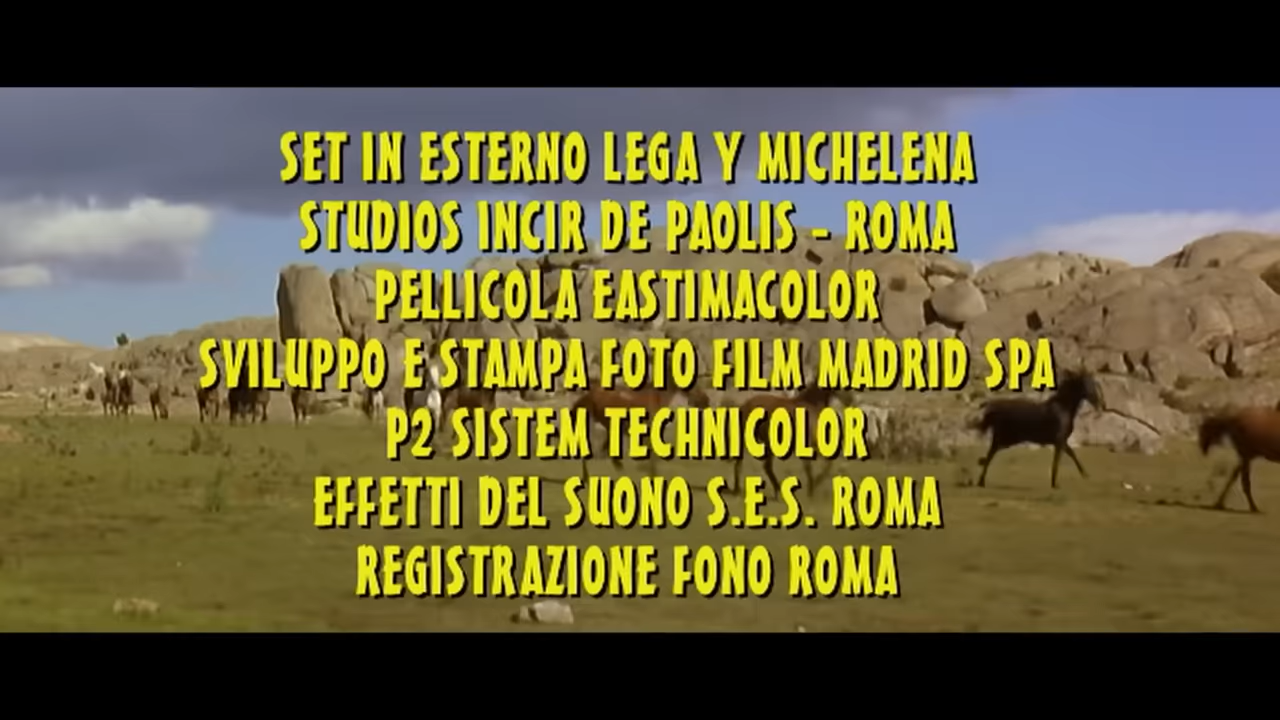 SET IN ESTERNO LEGA Y MICHELENA
STUDIOS INCIR DE PAOLIS - ROMA
PELLICOLA EASTIMACOLOR
SVILUPPO E STAMPA FOTO FILM MADRID SPA
P2 SISTEM TECHNICOLOR
EFFETTI DEL SUONO S.E.S. ROMA
REGISTRAZIONE FONO ROMA